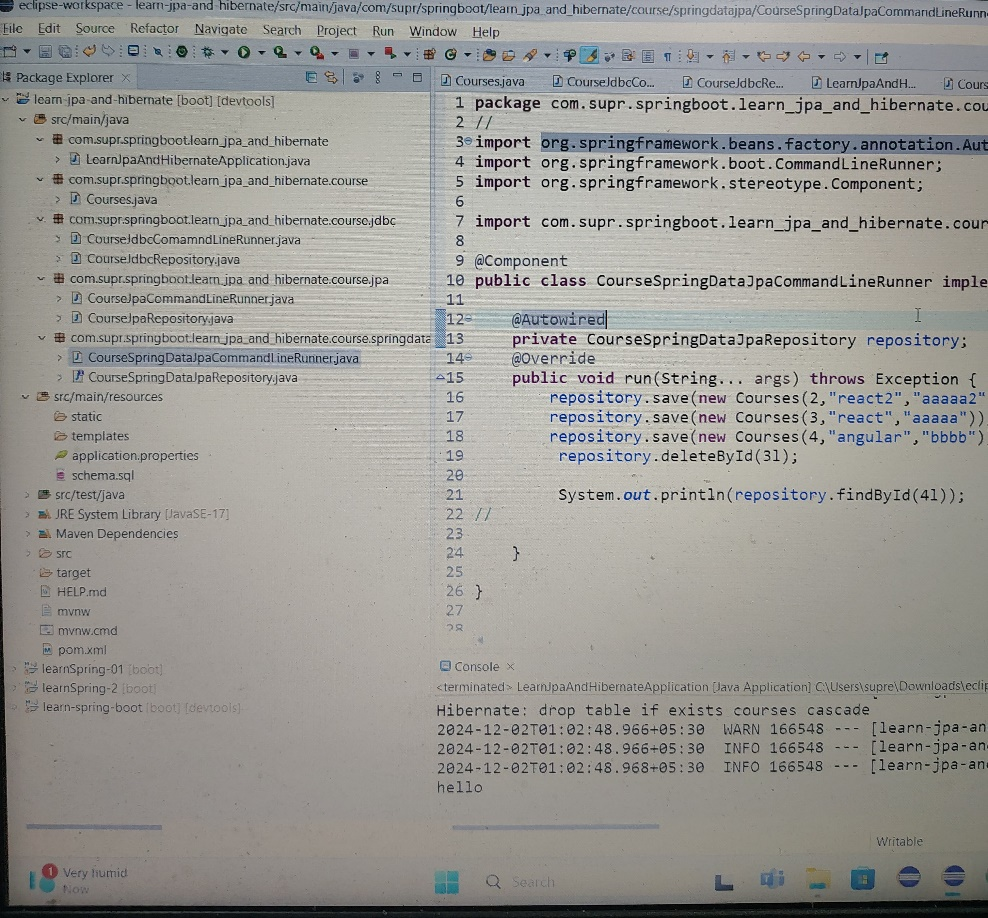 eclipse-workspace - learn-jpa-and-hibernate/src/main/java/com/supr/springboot/learn_jpa_and_hibernate/course/springdatajpa/CourseSpringDataJpaCommandLineRunn
File Edit Source Refactor Navigate Search Project Run Window Help
Package Explorer
learn-jpa-and-hibernate [boot] [devtools]
src/main/java
com.supr.springboot.learn_jpa_and_hibernate
LearnJpaAndHibernateApplication.java
com.supr.springboot.learn_jpa_and_hibernate.course
Courses.java
com.supr.springboot.learn_jpa_and_hibernate.course.jdbc
CourseJdbcComamndLineRunner.java
CourseJdbcRepository.java
com.supr.springboot.learn_jpa_and_hibernate.course.jpa
CourseJpaCommandLineRunner.java
CourseJpaRepository.java
com.supr.springboot.learn_jpa_and_hibernate.course.springdata
CourseSpringDataJpaCommandLineRunner.java
CourseSpringDataJpaRepository.java
src/main/resources
static
templates
application.properties
schema.sql
src/test/java
JRE System Library [JavaSE-17]
Maven Dependencies
src
target
HELP.md
mvnw
mvnw.cmd
pom.xml
learnSpring-01 [boot]
learnSpring-2 [boot]
learn-spring-boot [boot] [devtools]
Courses.java CourseJdbcCo... CourseJdbcRe... LearnJpaAndH... Cours
1 package com.supr.springboot.learn_jpa_and_hibernate.cou
2 //
3 import org.springframework.beans.factory.annotation.Aut
4 import org.springframework.boot.CommandLineRunner;
5 import org.springframework.stereotype.Component;
6
7 import com.supr.springboot.learn_jpa_and_hibernate.cour
8
9 @Component
10 public class CourseSpringDataJpaCommandLineRunner imple
11
12 @Autowired
13 private CourseSpringDataJpaRepository repository;
14 @Override
15 public void run(String... args) throws Exception {
16 repository.save(new Courses(2,"react2","aaaaa2"
17 repository.save(new Courses(3,"react","aaaaa"))
18 repository.save(new Courses(4,"angular","bbbb")
19 repository.deleteById(3l);
20
21 System.out.println(repository.findById(4l));
22 //
23
24 }
25
26 }
27
28
Console
<terminated> LearnJpaAndHibernateApplication [Java Application] C:\Users\supre\Downloads\eclip
Hibernate: drop table if exists courses cascade
2024-12-02T01:02:48.966+05:30 WARN 166548 --- [learn-jpa-an
2024-12-02T01:02:48.966+05:30 INFO 166548 --- [learn-jpa-an
2024-12-02T01:02:48.968+05:30 INFO 166548 --- [learn-jpa-and
hello
Writable
1
Very humid
Now
Search